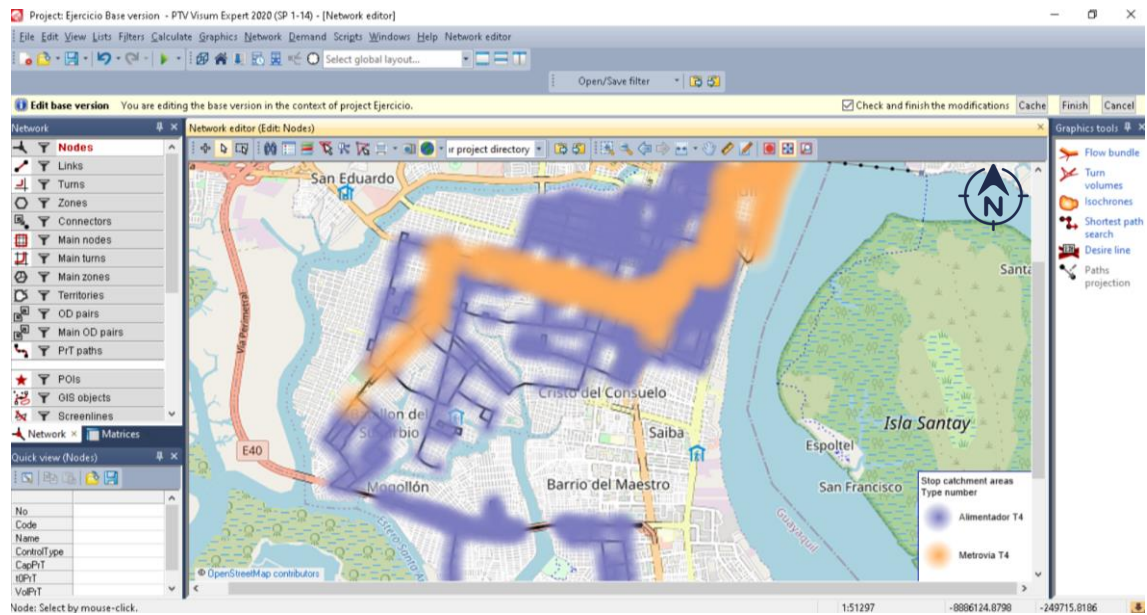 Project: Ejercicio Base version - PTV Visum Expert 2020 (SP 1-14) - [Network editor]
File Edit View Lists Filters Calculate Graphics Network Demand Scripts Windows Help Network editor
Select global layout...
Open/Save filter
Edit base version You are editing the base version in the context of project Ejercicio.
Check and finish the modifications Cache Finish Cancel
Network
Nodes
Links
Turns
Zones
Connectors
Main nodes
Main turns
Main zones
Territories
OD pairs
Main OD pairs
PrT paths
POIs
GIS objects
Screenlines
Network
Matrices
Quick view (Nodes)
No
Code
Name
ControlType
CapPrT
t0PrT
VolPrT
Network editor (Edit: Nodes)
r project directory
San Eduardo
N
Vía Perimetral
Cristo del Consuelo
E40
Saiba
Isla Santay
Espoltel
Mogollón
Barrio del Maestro
San Francisco
Guayaquil
Stop catchment areas
Type number
Alimentador T4
Metrovia T4
© OpenStreetMap contributors
Graphics tools
Flow bundle
Turn
volumes
Isochrones
Shortest path
search
Desire line
Paths
projection
Node: Select by mouse-click.
1:51297
-8886124.8798
-249715.8186